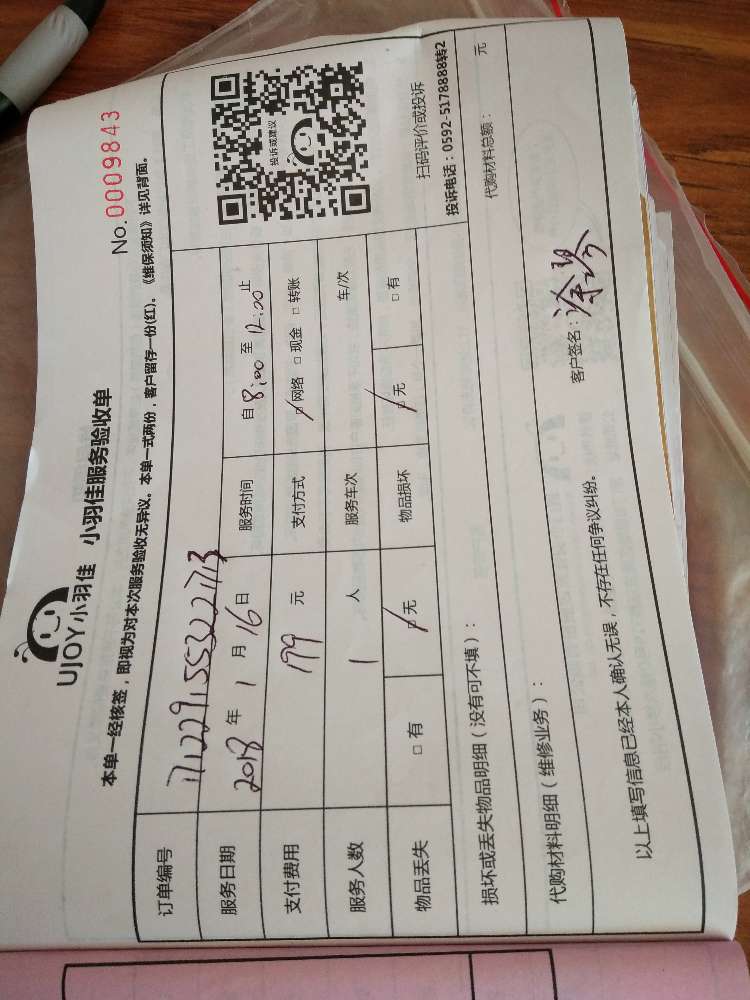 UJOY小羽佳 小羽佳服务验收单
No.0009843
本单一经核签，即视为对本次服务验收无异议。本单一式两份，客户留存一份(红)。《维保须知》详见背面。
订单编号 171229155322713
服务日期 2018 年 1 月 16 日 服务时间 自 8:00 至 12:00 止
支付费用 179 元 支付方式 □ 网络 □ 现金 □ 转账
服务人数 1 人 服务车次 车/次
物品丢失 □ 有 □ 无 物品损坏 □ 无 □ 有
投诉或建议
扫码评价或投诉
投诉电话：0592-5178888转2
损坏或丢失物品明细（没有可不填）：
代购材料明细（维修业务）： 代购材料总额： 元
以上填写信息已经本人确认无误，不存在任何争议纠纷。
客户签名：涂琴